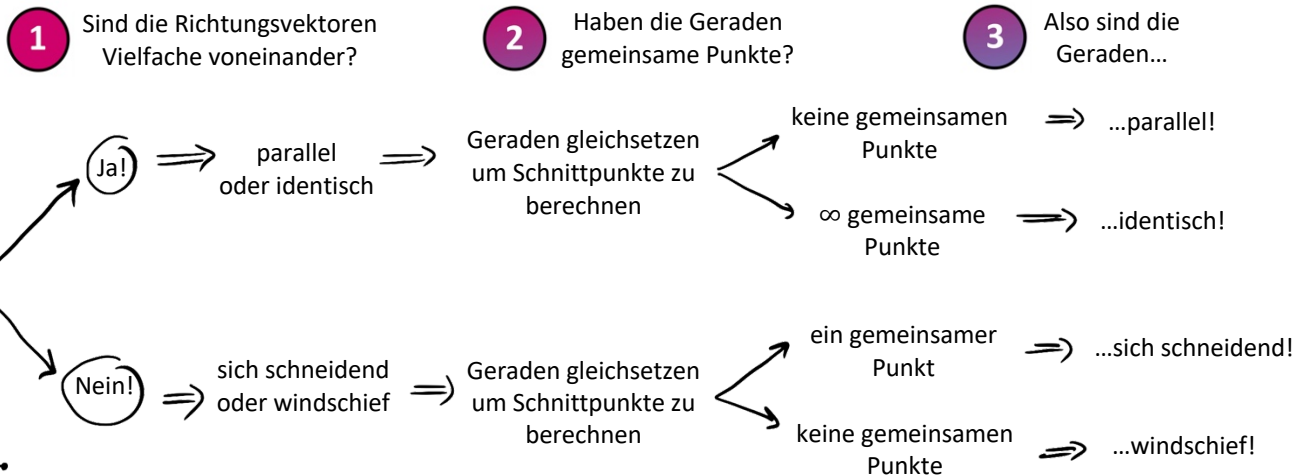 1
Sind die Richtungsvektoren
Vielfache voneinander?
2
Haben die Geraden
gemeinsame Punkte?
3
Also sind die
Geraden…
Ja!
parallel
oder identisch
Geraden gleichsetzen
um Schnittpunkte zu
berechnen
keine gemeinsamen
Punkte
…parallel!
∞ gemeinsame
Punkte
…identisch!
Nein!
sich schneidend
oder windschief
Geraden gleichsetzen
um Schnittpunkte zu
berechnen
ein gemeinsamer
Punkt
…sich schneidend!
keine gemeinsamen
Punkte
…windschief!